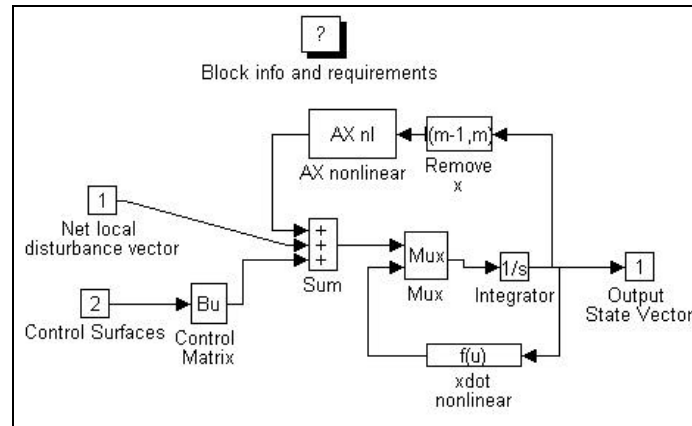 ?
Block info and requirements
AX nl
AX nonlinear
(m-1,m)
Remove
x
1
Net local
disturbance vector
+
+
+
Sum
2
Control Surfaces
Bu
Control
Matrix
Mux
Mux
1/s
Integrator
1
Output
State Vector
f(u)
xdot
nonlinear